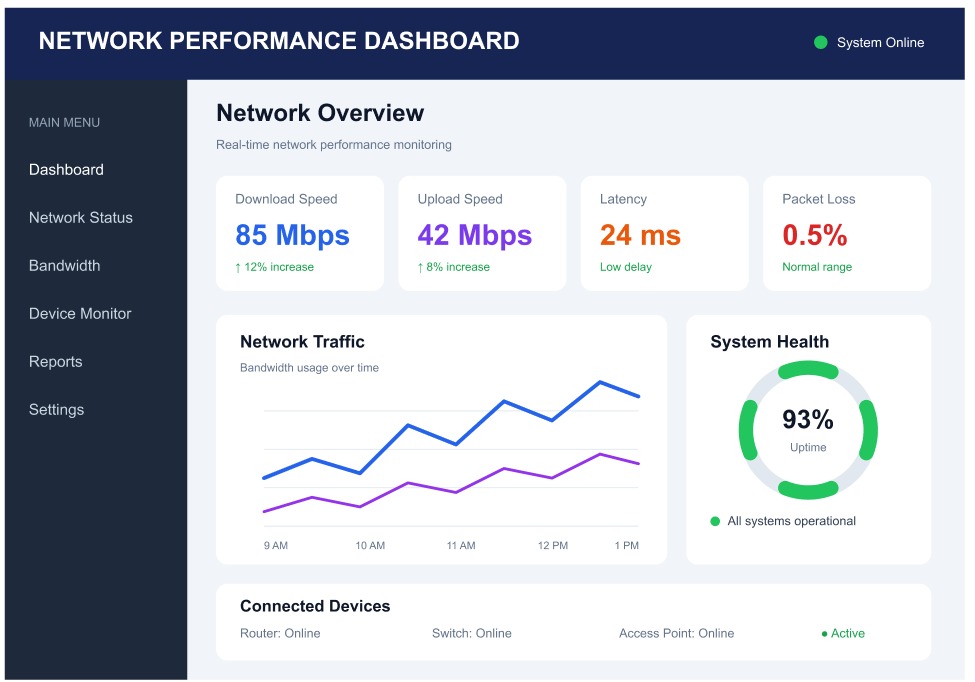 NETWORK PERFORMANCE DASHBOARD
System Online
MAIN MENU
Dashboard
Network Status
Bandwidth
Device Monitor
Reports
Settings
Network Overview
Real-time network performance monitoring
Download Speed
85 Mbps
↑ 12% increase
Upload Speed
42 Mbps
↑ 8% increase
Latency
24 ms
Low delay
Packet Loss
0.5%
Normal range
Network Traffic
Bandwidth usage over time
9 AM 10 AM 11 AM 12 PM 1 PM
System Health
93%
Uptime
All systems operational
Connected Devices
Router: Online Switch: Online Access Point: Online ● Active